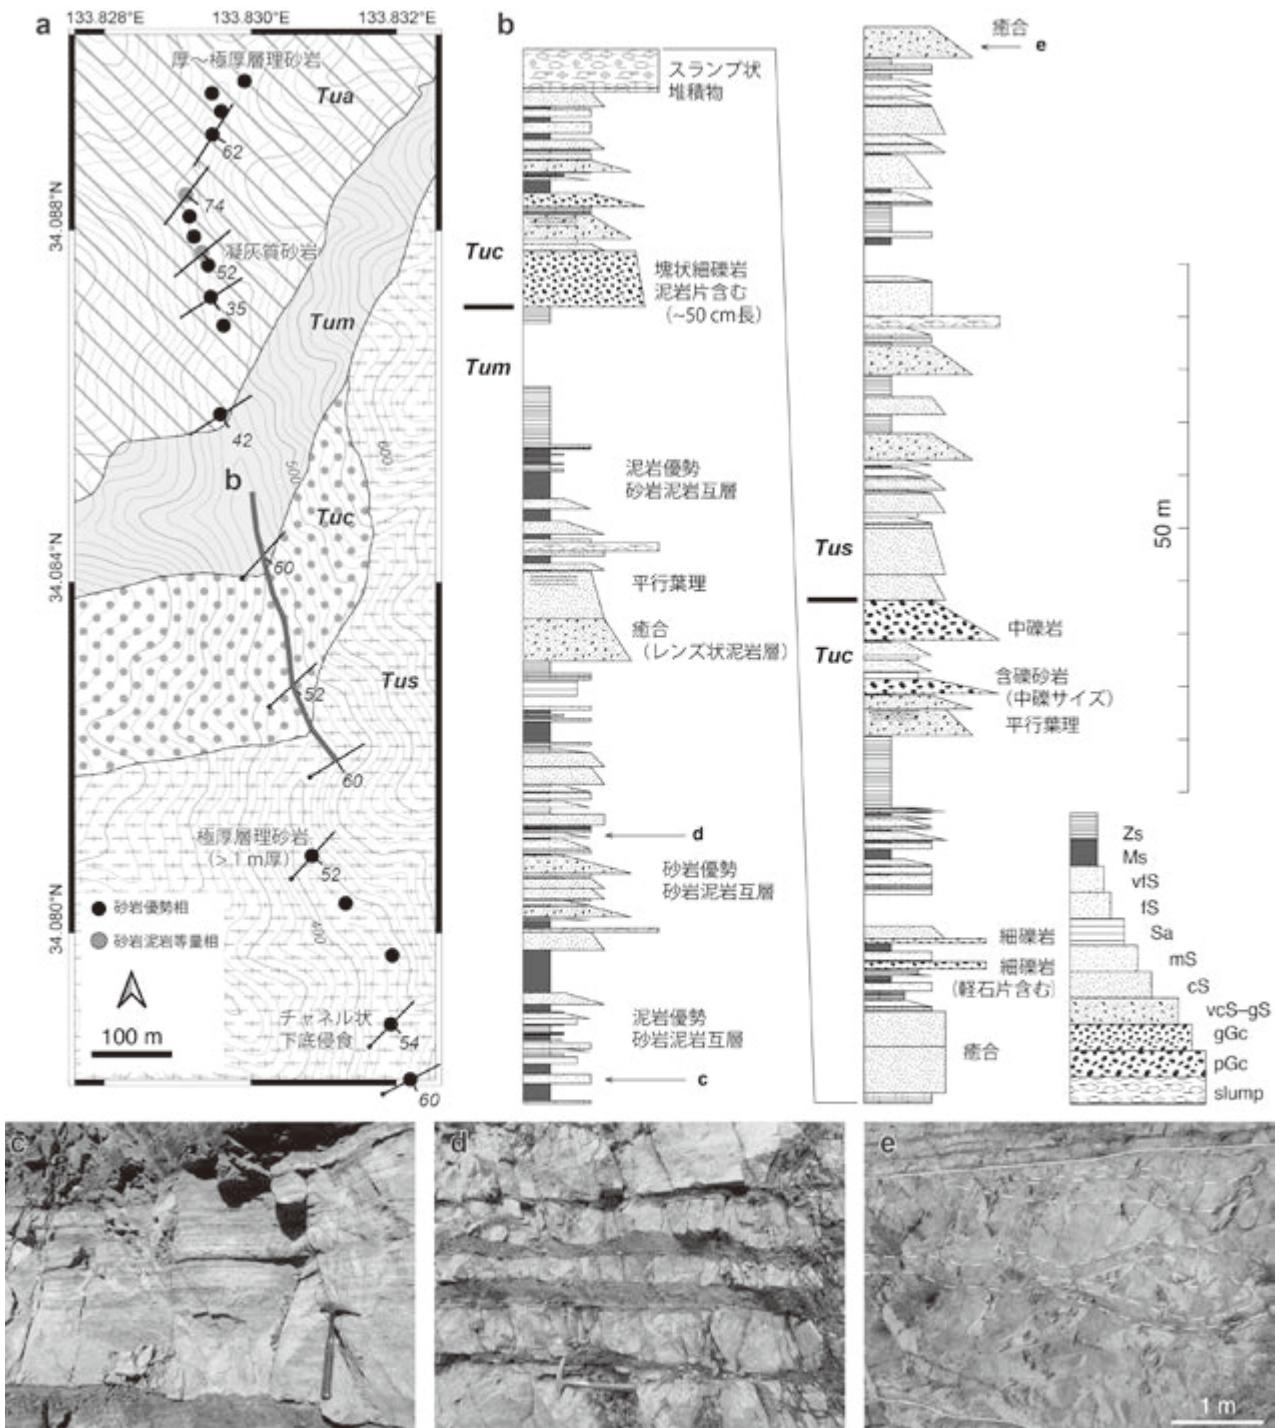 a
133.828°E
133.830°E
133.832°E
34.088°N
34.084°N
34.080°N
厚〜極厚層理砂岩
Tua
62
74
凝灰質砂岩
52
35
Tum
42
b
500
600
Tuc
60
52
Tus
60
極厚層理砂岩
(> 1 m厚)
52
400
砂岩優勢相
砂岩泥岩等量相
100 m
チャネル状
下底侵食
54
60
b
スランプ状
堆積物
Tuc
塊状細礫岩
泥岩片含む
(~50 cm長)
Tum
泥岩優勢
砂岩泥岩互層
平行葉理
癒合
(レンズ状泥岩層)
d
砂岩優勢
砂岩泥岩互層
泥岩優勢
砂岩泥岩互層
c
癒合
e
50 m
Tus
Tuc
中礫岩
含礫砂岩
(中礫サイズ)
平行葉理
細礫岩
細礫岩
(軽石片含む)
癒合
Zs
Ms
vfS
fS
Sa
mS
cS
vcS–gS
gGc
pGc
slump
c
d
e
1 m